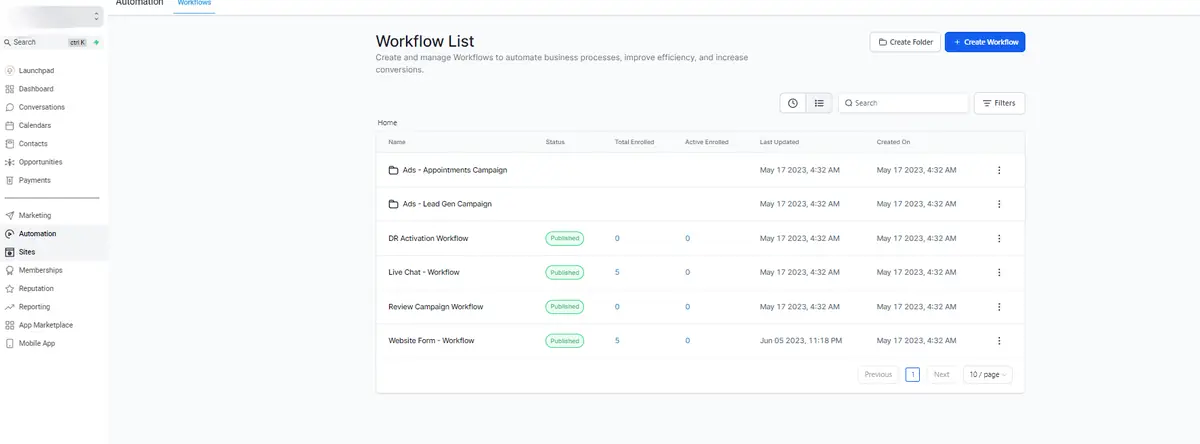 Automation Workflows
Search ctrl K
Launchpad
Dashboard
Conversations
Calendars
Contacts
Opportunities
Payments
Marketing
Automation
Sites
Memberships
Reputation
Reporting
App Marketplace
Mobile App
Workflow List
Create and manage Workflows to automate business processes, improve efficiency, and increase
conversions.
Create Folder + Create Workflow
Search Filters
Home
Name Status Total Enrolled Active Enrolled Last Updated Created On
Ads - Appointments Campaign May 17 2023, 4:32 AM May 17 2023, 4:32 AM
Ads - Lead Gen Campaign May 17 2023, 4:32 AM May 17 2023, 4:32 AM
DR Activation Workflow Published 0 0 May 17 2023, 4:32 AM May 17 2023, 4:32 AM
Live Chat - Workflow Published 5 0 May 17 2023, 4:32 AM May 17 2023, 4:32 AM
Review Campaign Workflow Published 0 0 May 17 2023, 4:32 AM May 17 2023, 4:32 AM
Website Form - Workflow Published 5 0 Jun 05 2023, 11:18 PM May 17 2023, 4:32 AM
Previous 1 Next 10 / page